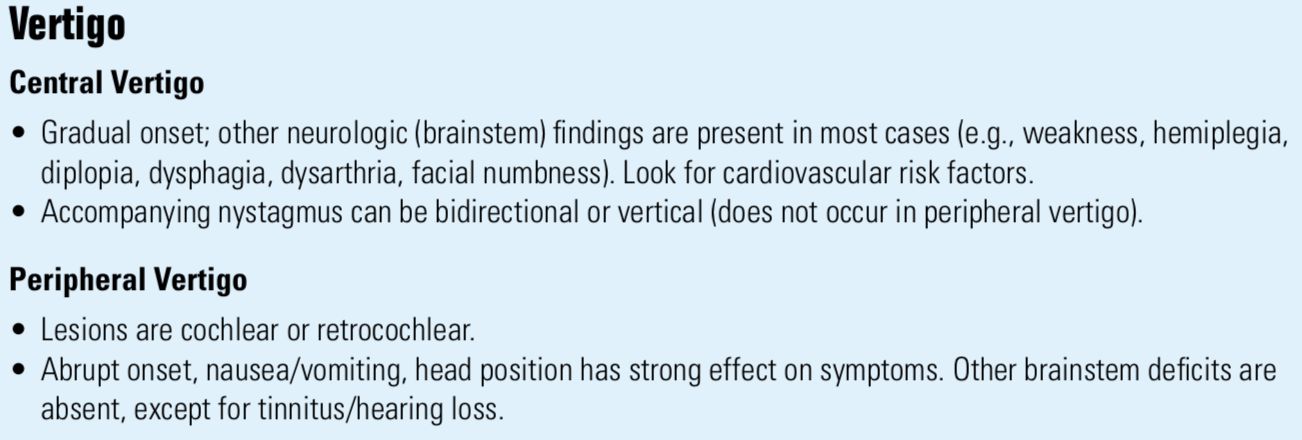 Vertigo
Central Vertigo
• Gradual onset; other neurologic (brainstem) findings are present in most cases (e.g., weakness, hemiplegia,
diplopia, dysphagia, dysarthria, facial numbness). Look for cardiovascular risk factors.
• Accompanying nystagmus can be bidirectional or vertical (does not occur in peripheral vertigo).
Peripheral Vertigo
• Lesions are cochlear or retrocochlear.
• Abrupt onset, nausea/vomiting, head position has strong effect on symptoms. Other brainstem deficits are
absent, except for tinnitus/hearing loss.